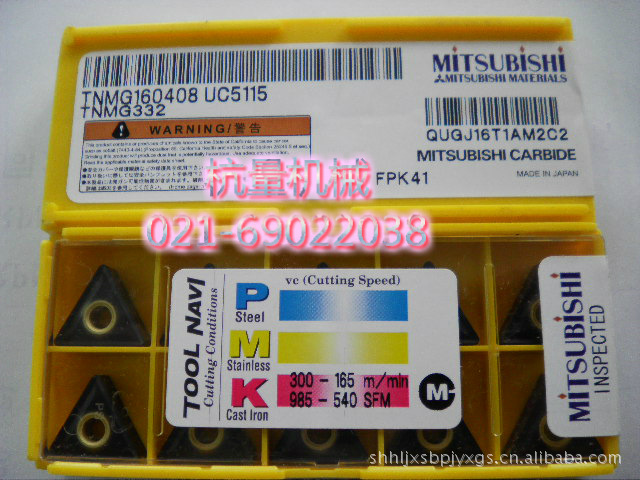 MITSUBISHI
MITSUBISHI MATERIALS
TNMG160408 UC5115
TNMG332
WARNING/警告
QUGJ16T1AM2C2
MITSUBISHI CARBIDE
FPK41
MADE IN JAPAN
杭量机械
021-69022038
TOOL NAVI
Cutting Conditions
vc (Cutting Speed)
P
Steel
M
Stainless
K
Cast Iron
300 - 165 m/min
985 - 540 SFM
M
MITSUBISHI
INSPECTED
shhljxsbpjyxgs.cn.alibaba.com